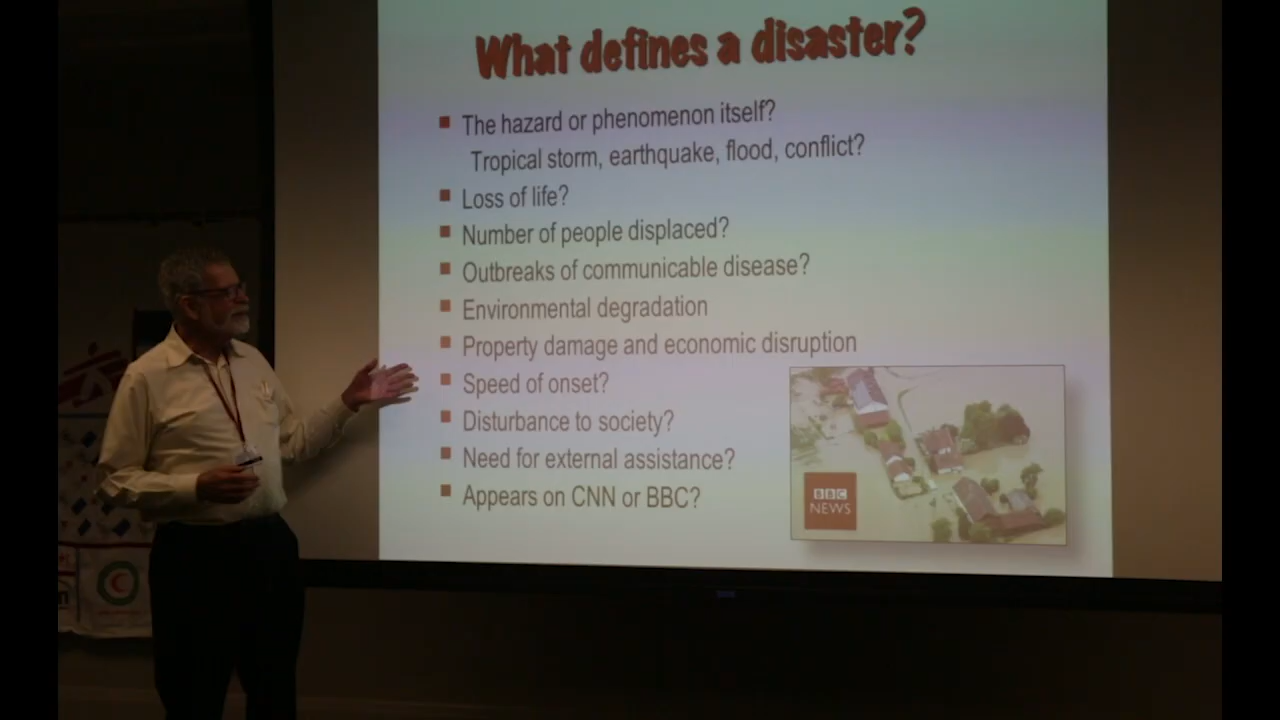 What defines a disaster?
The hazard or phenomenon itself?
Tropical storm, earthquake, flood, conflict?
Loss of life?
Number of people displaced?
Outbreaks of communicable disease?
Environmental degradation
Property damage and economic disruption
Speed of onset?
Disturbance to society?
Need for external assistance?
Appears on CNN or BBC?
BBC
NEWS